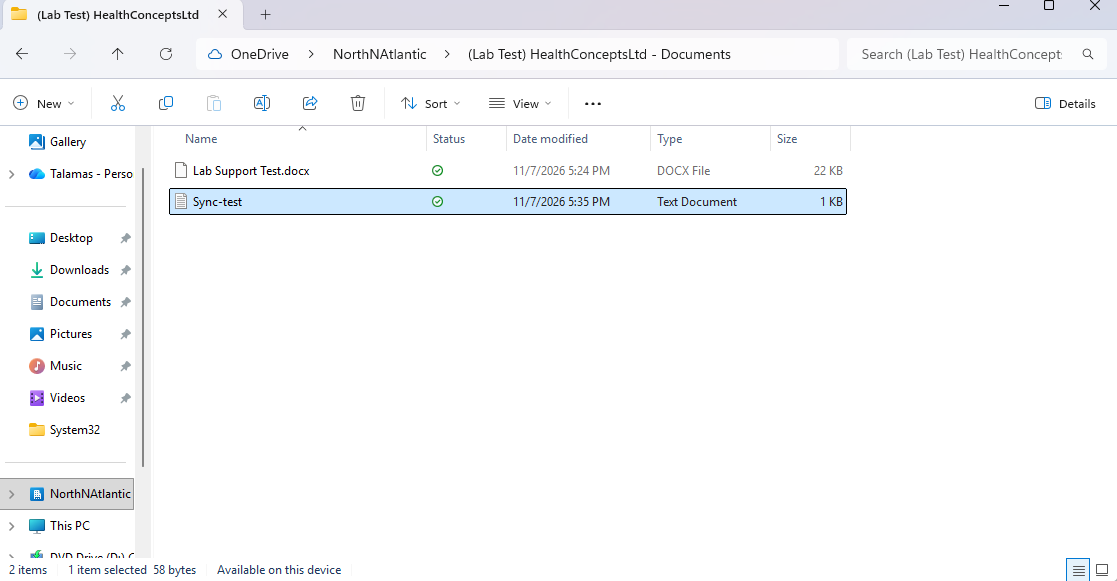 (Lab Test) HealthConceptsLtd
OneDrive > NorthNAtlantic > (Lab Test) HealthConceptsLtd - Documents
Search (Lab Test) HealthConcept
New
Sort
View
Details
Gallery
Talamas - Perso
Desktop
Downloads
Documents
Pictures
Music
Videos
System32
NorthNAtlantic
This PC
Name Status Date modified Type Size
Lab Support Test.docx 11/7/2026 5:24 PM DOCX File 22 KB
Sync-test 11/7/2026 5:35 PM Text Document 1 KB
2 items 1 item selected 58 bytes Available on this device